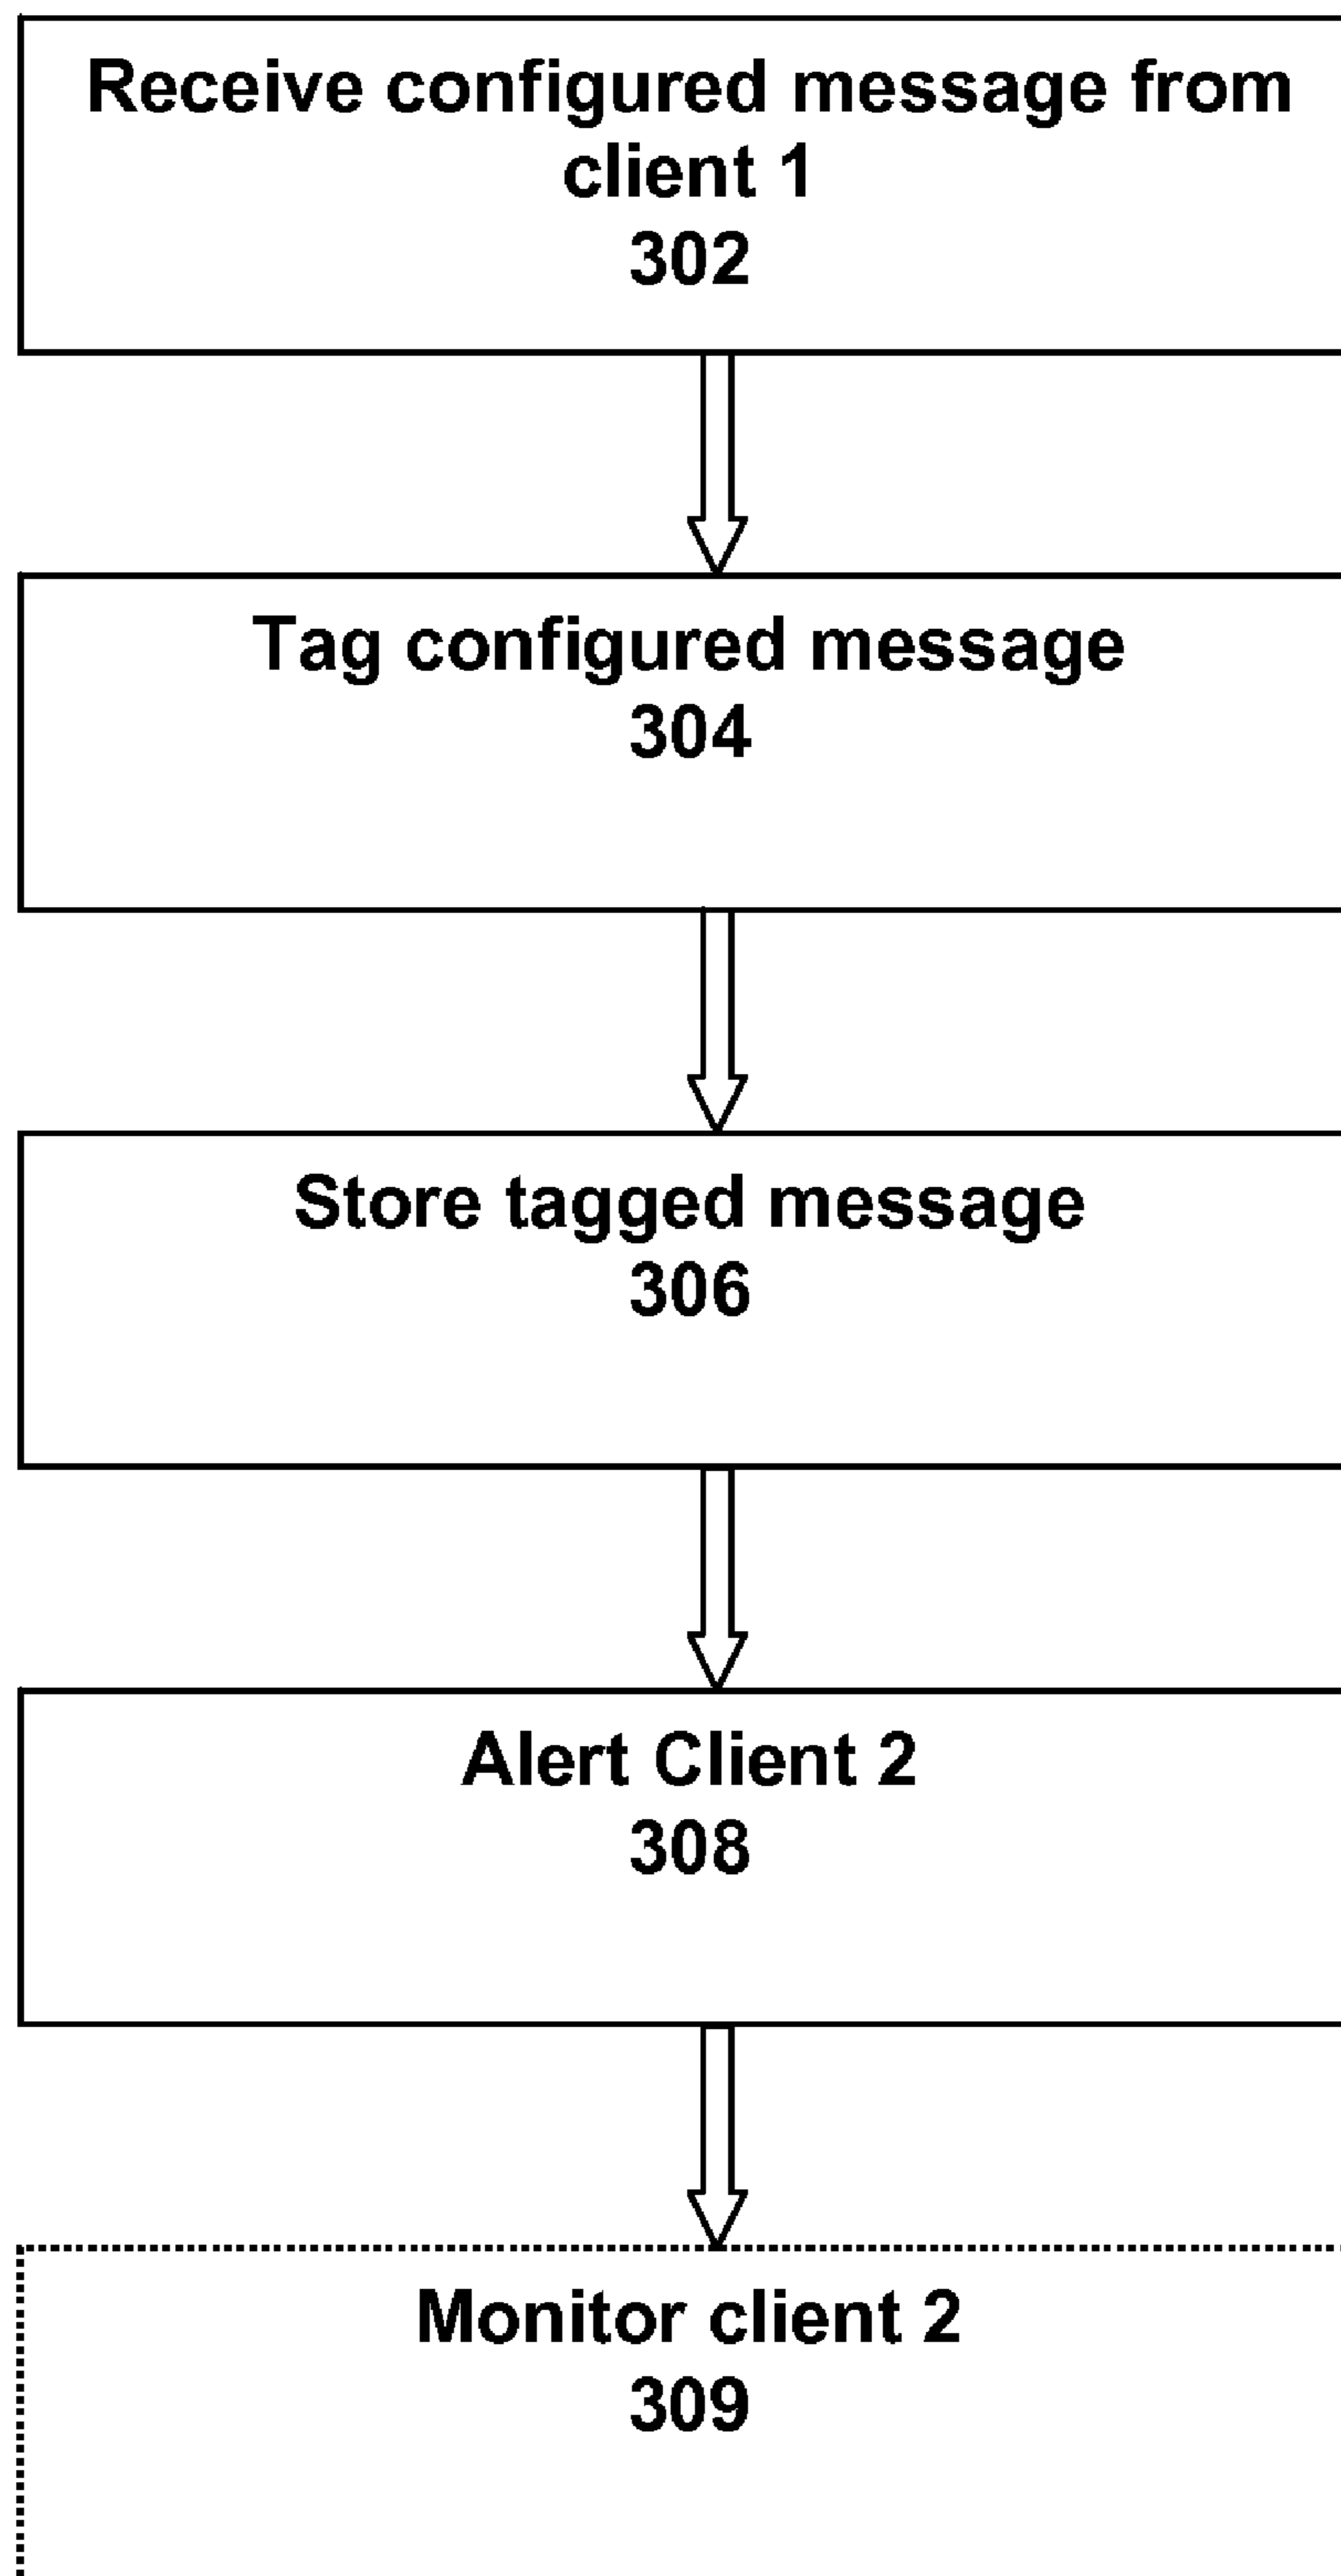 Receive configured message from
client 1
302
Tag configured message
304
Store tagged message
306
Alert Client 2
308
Monitor client 2
309